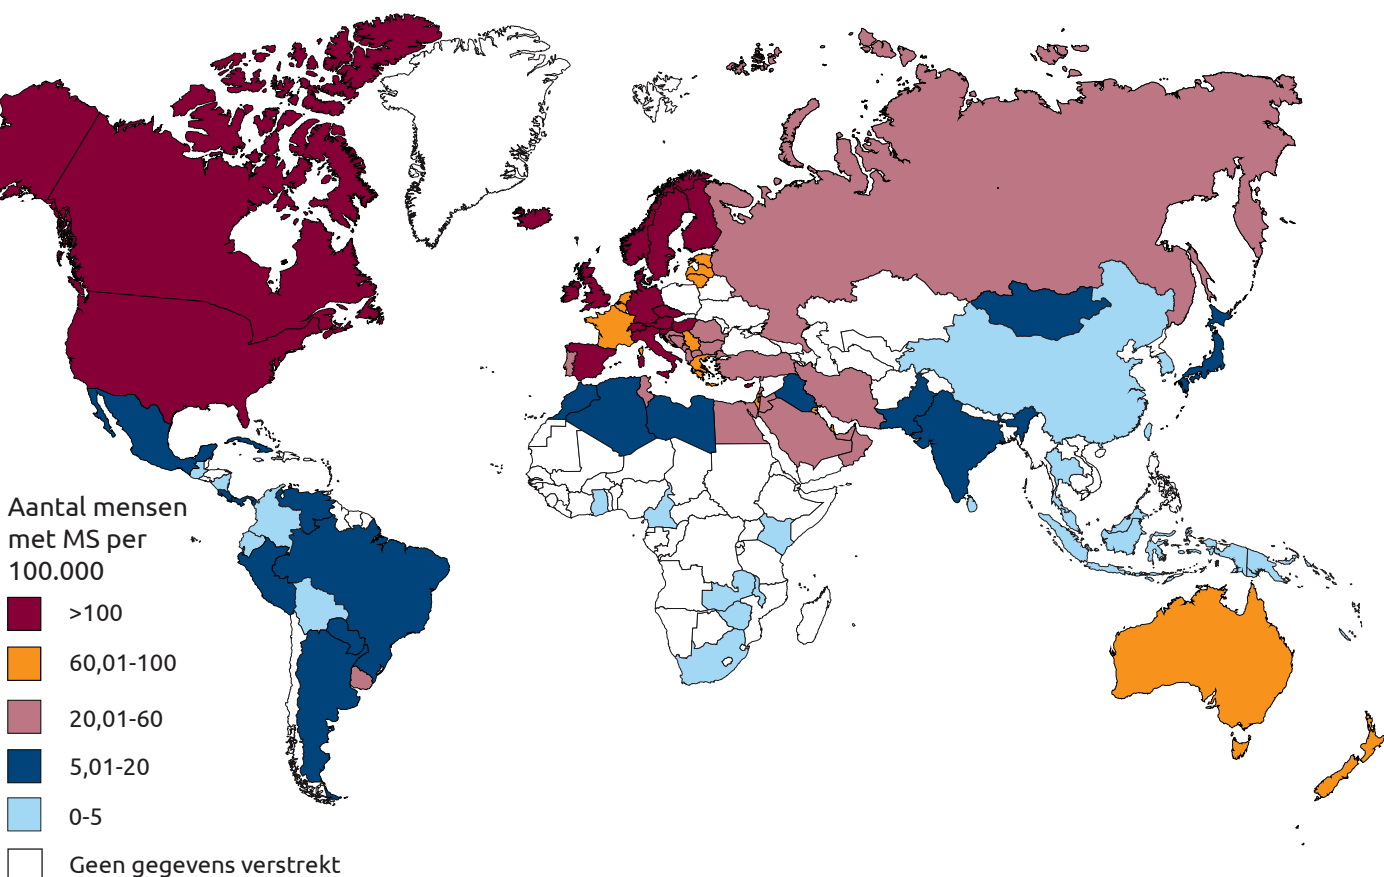 Aantal mensen
met MS per
100.000
>100
60,01-100
20,01-60
5,01-20
0-5
Geen gegevens verstrekt